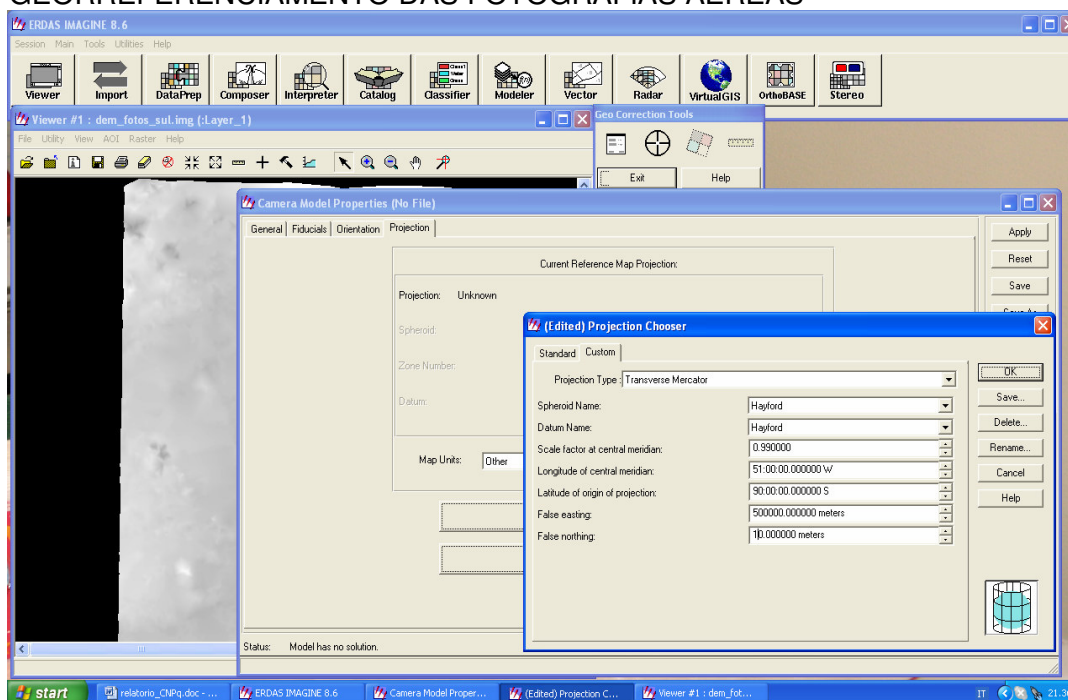 GEORREFERENCIAMENTO DAS FOTOGRAFIAS AÉREAS
ERDAS IMAGINE 8.6
Session Main Tools Utilities Help
Viewer Import DataPrep Composer Interpreter Catalog Classifier Modeler Vector Radar VirtualGIS OrthoBASE Stereo
Viewer #1 : dem_fotos_sul.img (:Layer_1)
File Utility View AOI Raster Help
Geo Correction Tools
Exit Help
Camera Model Properties (No File)
General Fiducials Orientation Projection
Current Reference Map Projection:
Projection: Unknown
Spheroid:
Zone Number:
Datum:
Map Units: Other
Apply
Reset
Save
Save As
(Edited) Projection Chooser
Standard Custom
Projection Type : Transverse Mercator
Spheroid Name: Hayford
Datum Name: Hayford
Scale factor at central meridian: 0.990000
Longitude of central meridian: 51:00:00.000000 W
Latitude of origin of projection: 90:00:00.000000 S
False easting: 500000.000000 meters
False northing: 10.000000 meters
OK
Save...
Delete...
Rename...
Cancel
Help
Status: Model has no solution.
start relatorio_CNPq.doc - ... ERDAS IMAGINE 8.6 Camera Model Proper... (Edited) Projection C... Viewer #1 : dem_fot... IT